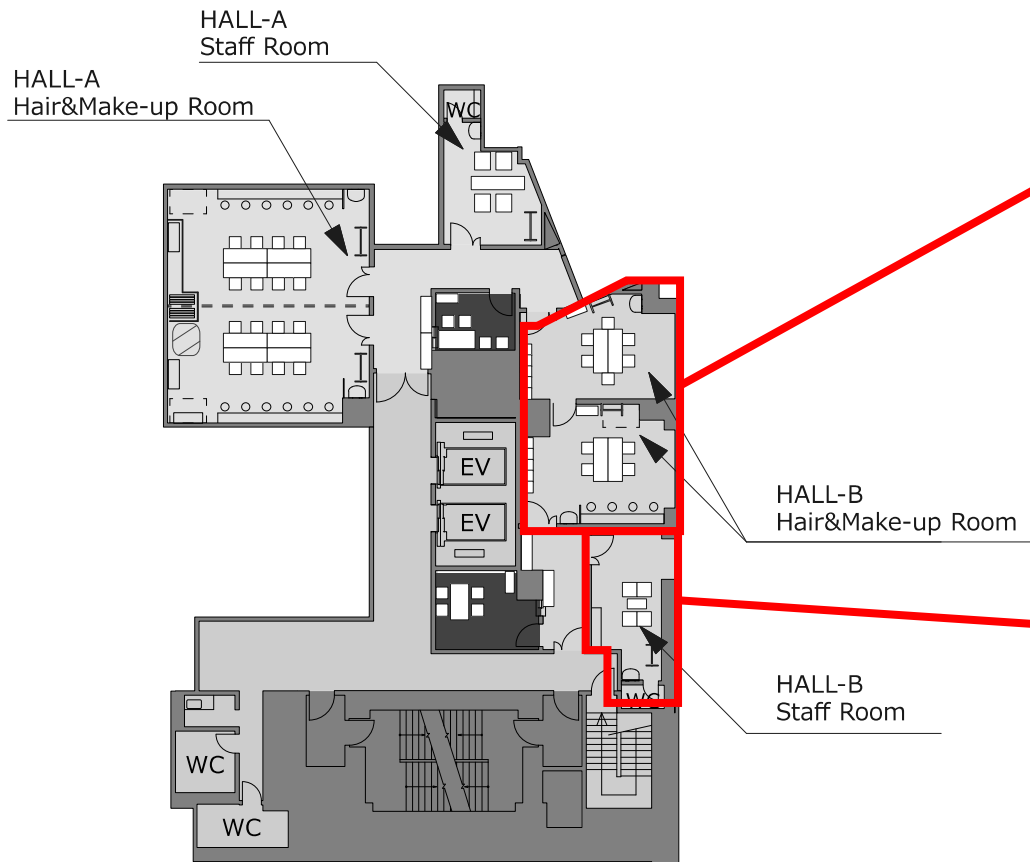 HALL-A
Staff Room
HALL-A
Hair&Make-up Room
WC
EV
EV
HALL-B
Hair&Make-up Room
HALL-B
Staff Room
WC
WC
WC